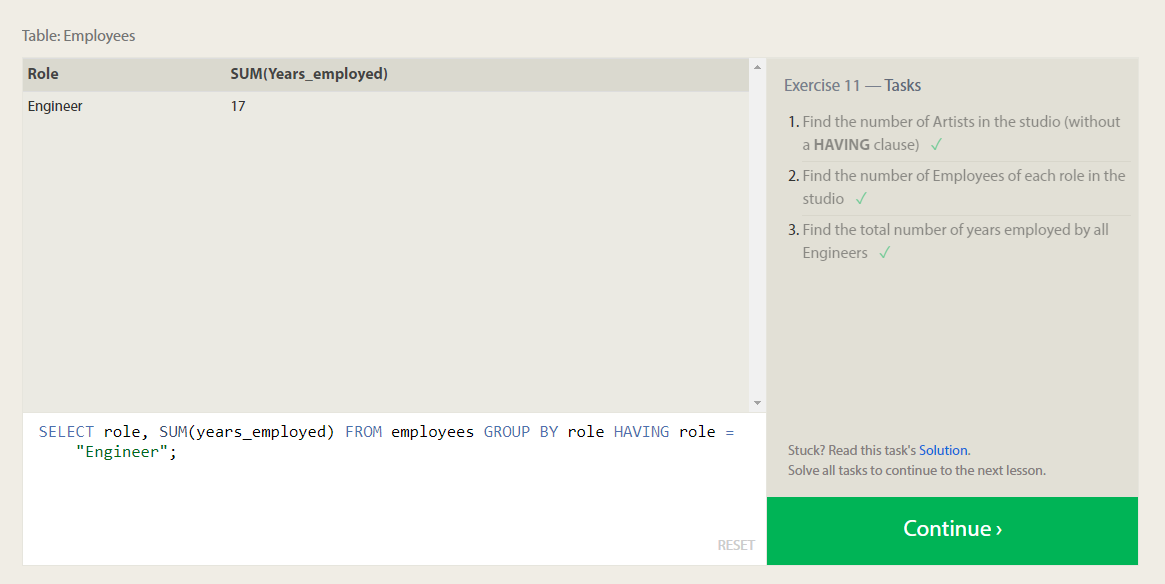 Table: Employees
Role SUM(Years_employed)
Engineer 17
SELECT role, SUM(years_employed) FROM employees GROUP BY role HAVING role =
"Engineer";
RESET
Exercise 11 — Tasks
1. Find the number of Artists in the studio (without
a HAVING clause) ✓
2. Find the number of Employees of each role in the
studio ✓
3. Find the total number of years employed by all
Engineers ✓
Stuck? Read this task's Solution.
Solve all tasks to continue to the next lesson.
Continue ›